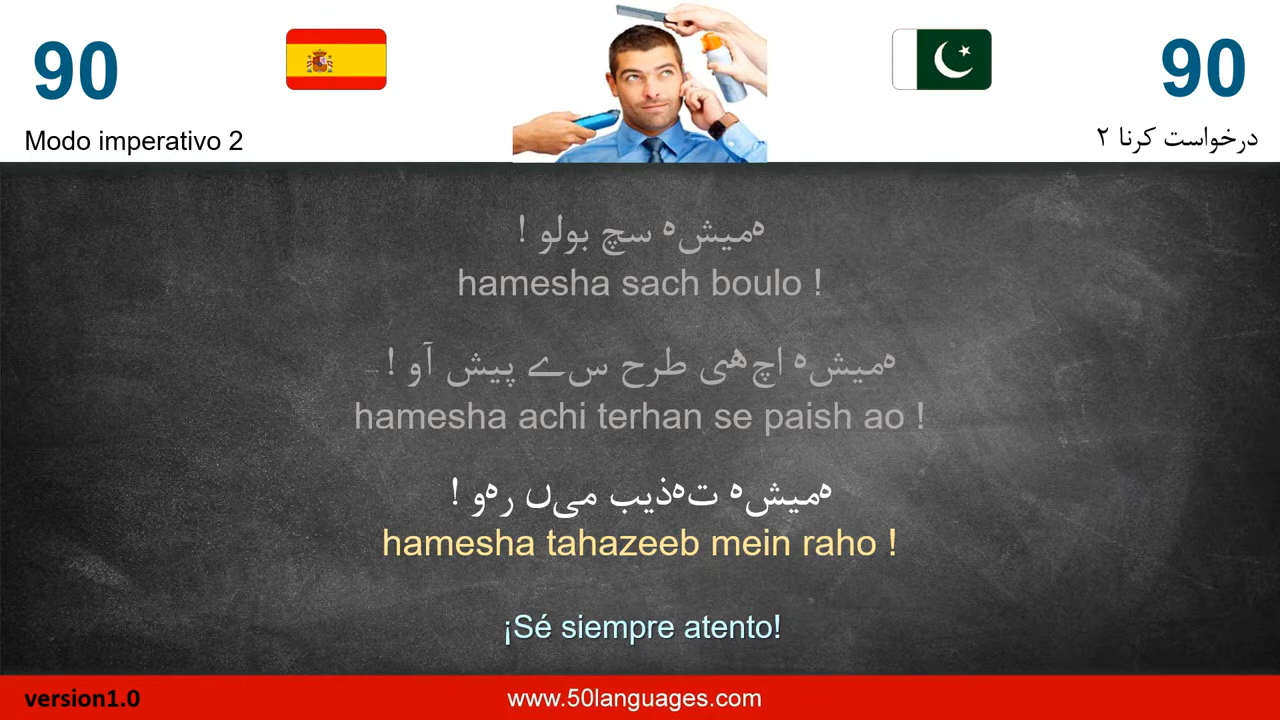 90
90
Modo imperativo 2
درخواست کرنا ۲
ہمیشہ سچ بولو !
hamesha sach boulo !
ہمیشہ اچھی طرح سے پیش آو !–
hamesha achi terhan se paish ao !
ہمیشہ تہذیب میں رہو !
hamesha tahazeeb mein raho !
¡Sé siempre atento!
version1.0
www.50languages.com